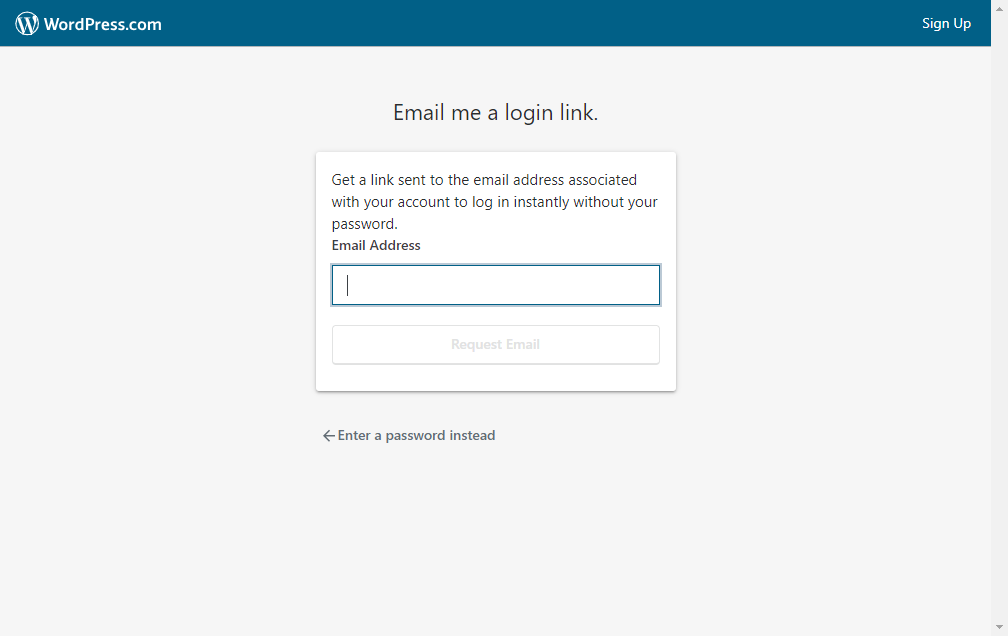 WordPress.com
Sign Up
Email me a login link.
Get a link sent to the email address associated
with your account to log in instantly without your
password.
Email Address
Request Email
Enter a password instead